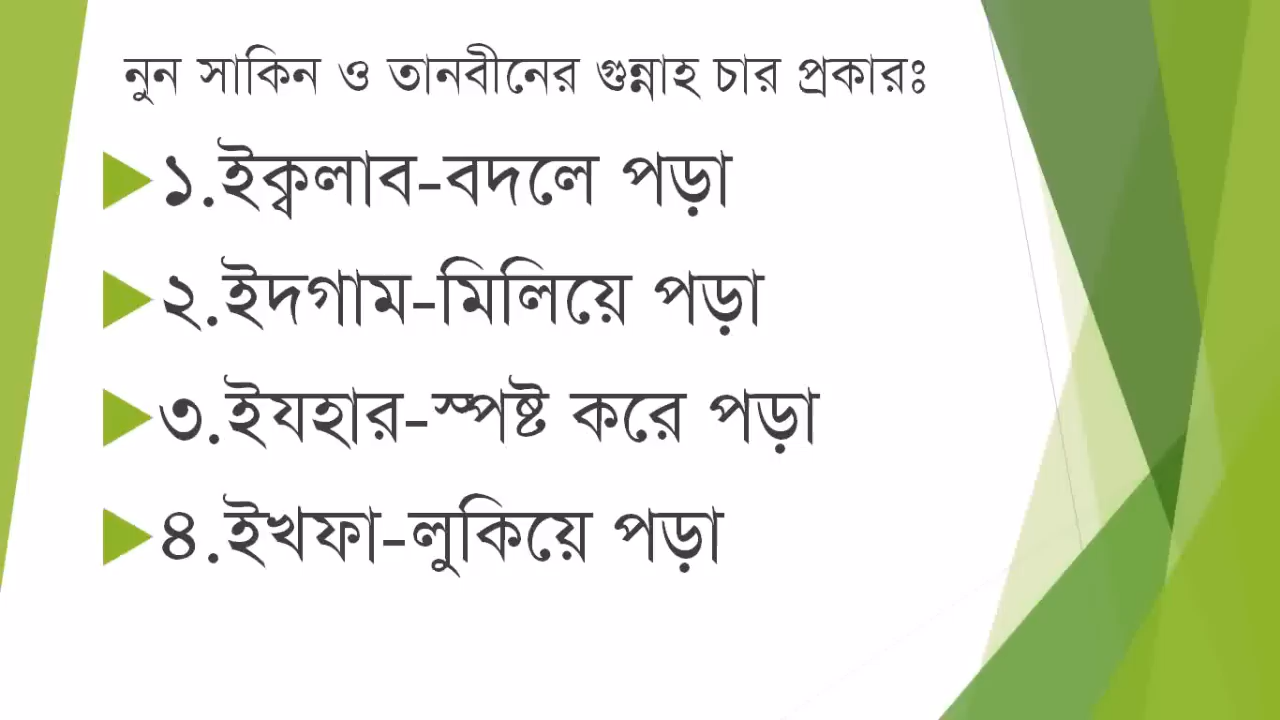 নুন সাকিন ও তানবীনের গুন্নাহ চার প্রকারঃ
১.ইক্বলাব-বদলে পড়া
২.ইদগাম-মিলিয়ে পড়া
৩.ইযহার-স্পষ্ট করে পড়া
৪.ইখফা-লুকিয়ে পড়া